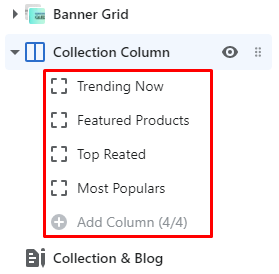 Banner Grid
Collection Column
Trending Now
Featured Products
Top Reated
Most Populars
Add Column (4/4)
Collection & Blog